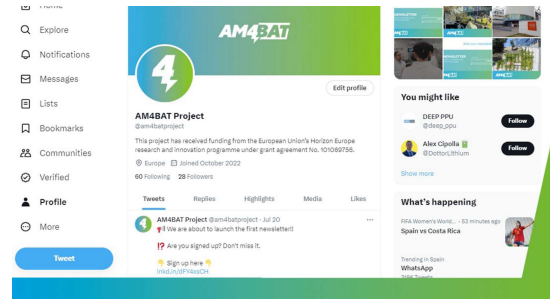 Home
Explore
Notifications
Messages
Lists
Bookmarks
Communities
Verified
Profile
More
Tweet
AM4BAT
Edit profile
AM4BAT Project
@am4batproject
This project has received funding from the European Union's Horizon Europe
research and innovation programme under grant agreement No. 101069756.
Europe Joined October 2022
60 Following 28 Followers
Tweets Replies Highlights Media Likes
AM4BAT Project @am4batproject · Jul 20
We are about to launch the first newsletter!!
⁉️ Are you signed up? Don't miss it.
👇 Sign up here 👇
lnkd.in/dFY4xsCH
You might like
DEEP PPU
@deep_ppu
Follow
Alex Cipolla
@DottorLithium
Follow
Show more
What's happening
FIFA Women's World... · 53 minutes ago
Spain vs Costa Rica
Trending in Spain
WhatsApp